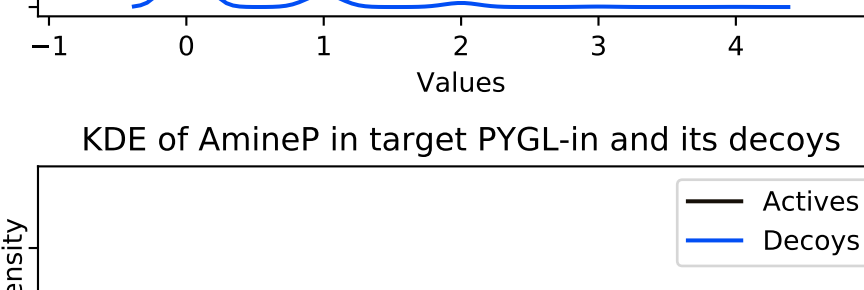 −1 0 1 2 3 4
Values
KDE of AmineP in target PYGL-in and its decoys
Actives
Decoys